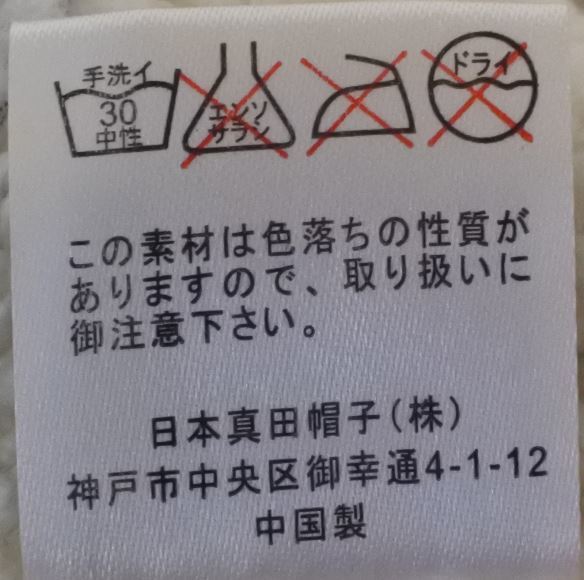 手洗イ
30
中性
エンソ
サラシ
ドライ
この素材は色落ちの性質が
ありますので、取り扱いに
御注意下さい。
日本真田帽子(株)
神戸市中央区御幸通4-1-12
中国製